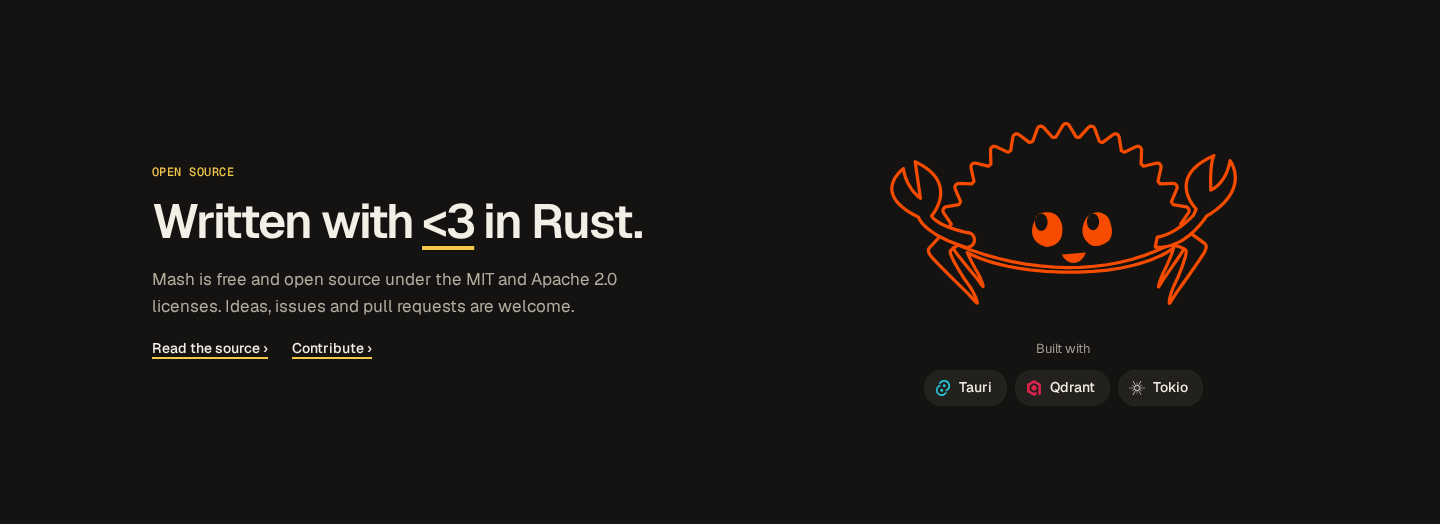 OPEN SOURCE
Written with <3 in Rust.
Mash is free and open source under the MIT and Apache 2.0
licenses. Ideas, issues and pull requests are welcome.
Read the source › Contribute ›
Built with
Tauri Qdrant Tokio